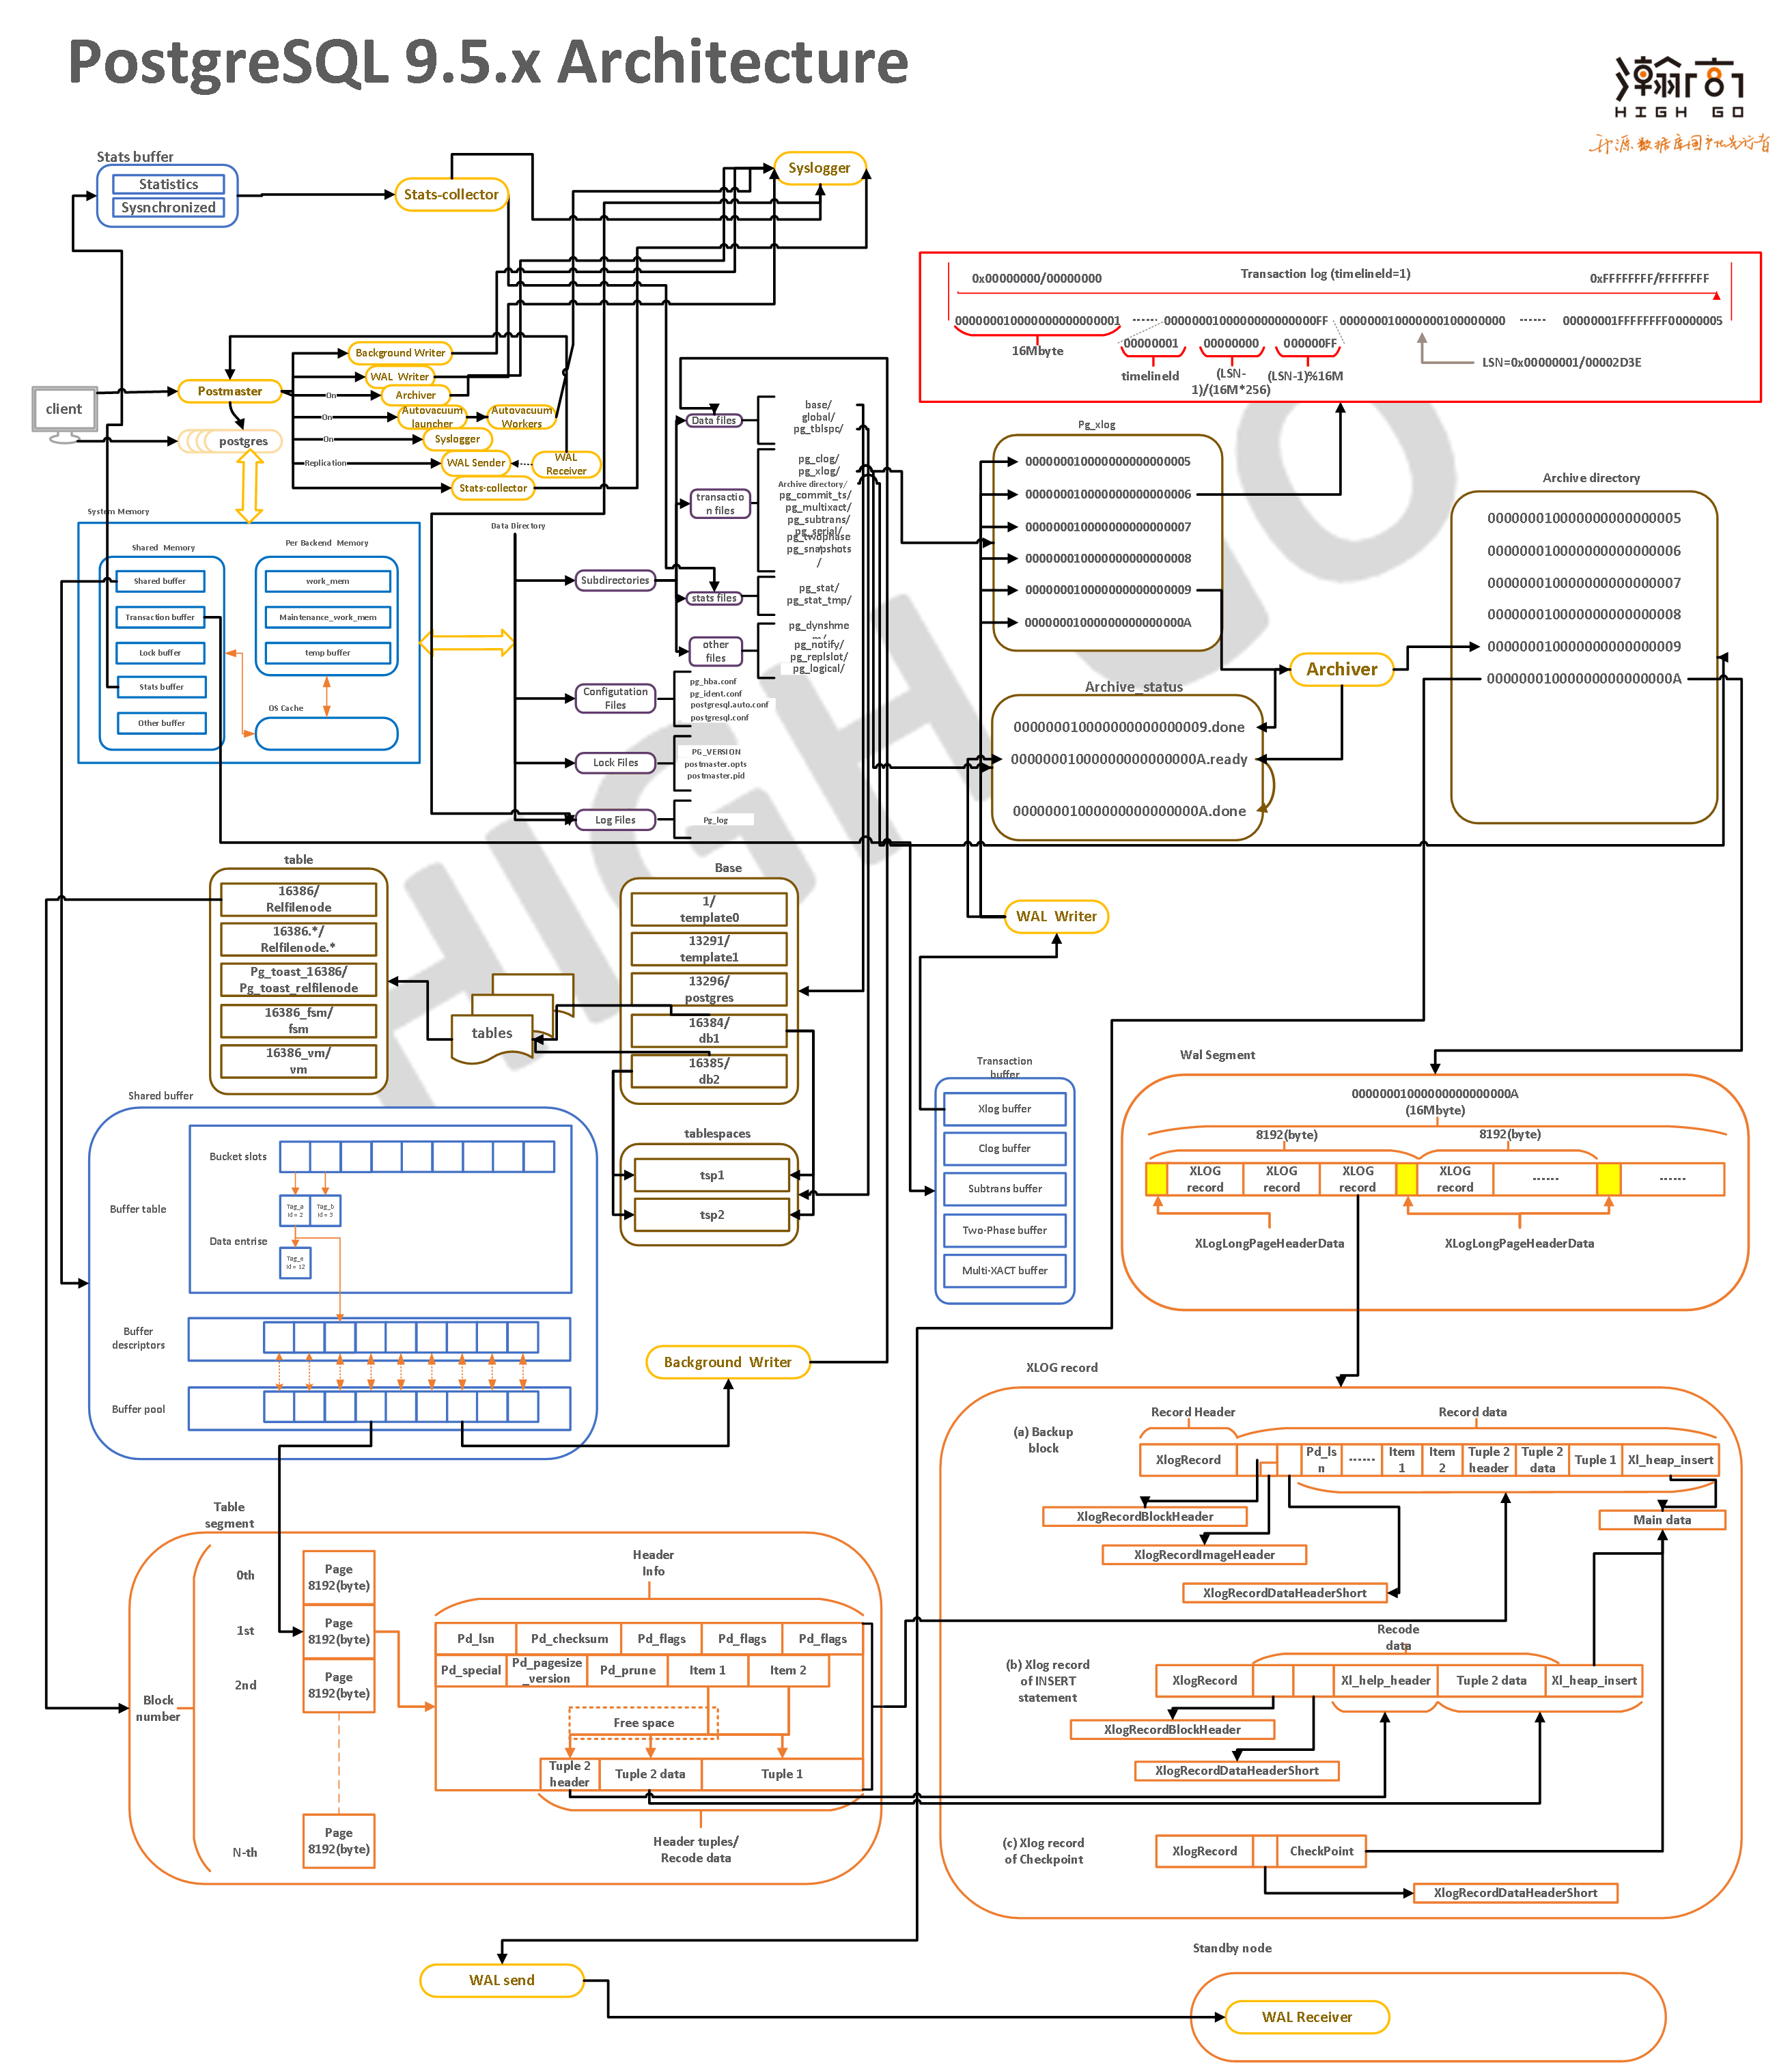 PostgreSQL 9.5.x Architecture
瀚高
HIGH GO
Stats buffer
Statistics
Sysnchronized
Stats-collector
Syslogger
0x00000000/00000000
Transaction log (timelineId=1)
0xFFFFFFFF/FFFFFFFF
000000010000000000000001
------
0000000100000000000000FF
000000010000000100000000
------
00000001FFFFFFFF00000005
16Mbyte
00000001
00000000
000000FF
timelineId
(LSN-
1)/(16M*256)
(LSN-1)%16M
LSN=0x00000001/00002D3E
client
Postmaster
postgres
Background Writer
WAL Writer
On
Archiver
On
Autovacuum
launcher
Autovacuum
Workers
On
Syslogger
Replication
WAL Sender
WAL
Receiver
Stats-collector
System Memory
Shared Memory
Shared buffer
Transaction buffer
Lock buffer
Stats buffer
Other buffer
Per Backend Memory
work_mem
Maintenance_work_mem
temp buffer
OS Cache
Data Directory
Subdirectories
Configutation
Files
Lock Files
Log Files
Data files
transactio
n files
stats files
other
files
base/
global/
pg_tblspc/
pg_clog/
pg_xlog/
Archive directory/
pg_commit_ts/
pg_multixact/
pg_subtrans/
pg_serial/
pg_twophase
pg_snapshots
/
pg_stat/
pg_stat_tmp/
pg_dynshme
pg_notify/
pg_replslot/
pg_logical/
pg_hba.conf
pg_ident.conf
postgresql.auto.conf
postgresql.conf
PG_VERSION
postmaster.opts
postmaster.pid
Pg_log
Pg_xlog
000000010000000000000005
000000010000000000000006
000000010000000000000007
000000010000000000000008
000000010000000000000009
00000001000000000000000A
Archive_status
000000010000000000000009.done
00000001000000000000000A.ready
00000001000000000000000A.done
Archiver
Archive directory
000000010000000000000005
000000010000000000000006
000000010000000000000007
000000010000000000000008
000000010000000000000009
00000001000000000000000A
HIGH GO
table
16386/
Relfilenode
16386.*/
Relfilenode.*
Pg_toast_16386/
Pg_toast_relfilenode
16386_fsm/
fsm
16386_vm/
vm
tables
Base
1/
template0
13291/
template1
13296/
postgres
16384/
db1
16385/
db2
tablespaces
tsp1
tsp2
WAL Writer
Transaction
buffer
Xlog buffer
Clog buffer
Subtrans buffer
Two-Phase buffer
Multi-XACT buffer
Wal Segment
00000001000000000000000A
(16Mbyte)
8192(byte)
8192(byte)
XLOG
record
XLOG
record
XLOG
record
XLOG
record
------
------
XLogLongPageHeaderData
XLogLongPageHeaderData
Shared buffer
Bucket slots
Buffer table
Tag_a
id = 2
Tag_b
id = 3
Data entrise
Tag_e
id = 12
Buffer
descriptors
Buffer pool
Background Writer
XLOG record
(a) Backup
block
Record Header
Record data
XlogRecord
Pd_ls
n
------
Item
1
Item
2
Tuple 2
header
Tuple 2
data
Tuple 1
Xl_heap_insert
XlogRecordBlockHeader
XlogRecordImageHeader
XlogRecordDataHeaderShort
Main data
Recode
data
(b) Xlog record
of INSERT
statement
XlogRecord
Xl_help_header
Tuple 2 data
Xl_heap_insert
XlogRecordBlockHeader
XlogRecordDataHeaderShort
(c) Xlog record
of Checkpoint
XlogRecord
CheckPoint
XlogRecordDataHeaderShort
Table
segment
Block
number
0th
1st
2nd
N-th
Page
8192(byte)
Page
8192(byte)
Page
8192(byte)
Page
8192(byte)
Header
Info
Pd_lsn
Pd_checksum
Pd_flags
Pd_flags
Pd_flags
Pd_special
Pd_pagesize
_version
Pd_prune
Item 1
Item 2
Free space
Tuple 2
header
Tuple 2 data
Tuple 1
Header tuples/
Recode data
WAL send
Standby node
WAL Receiver